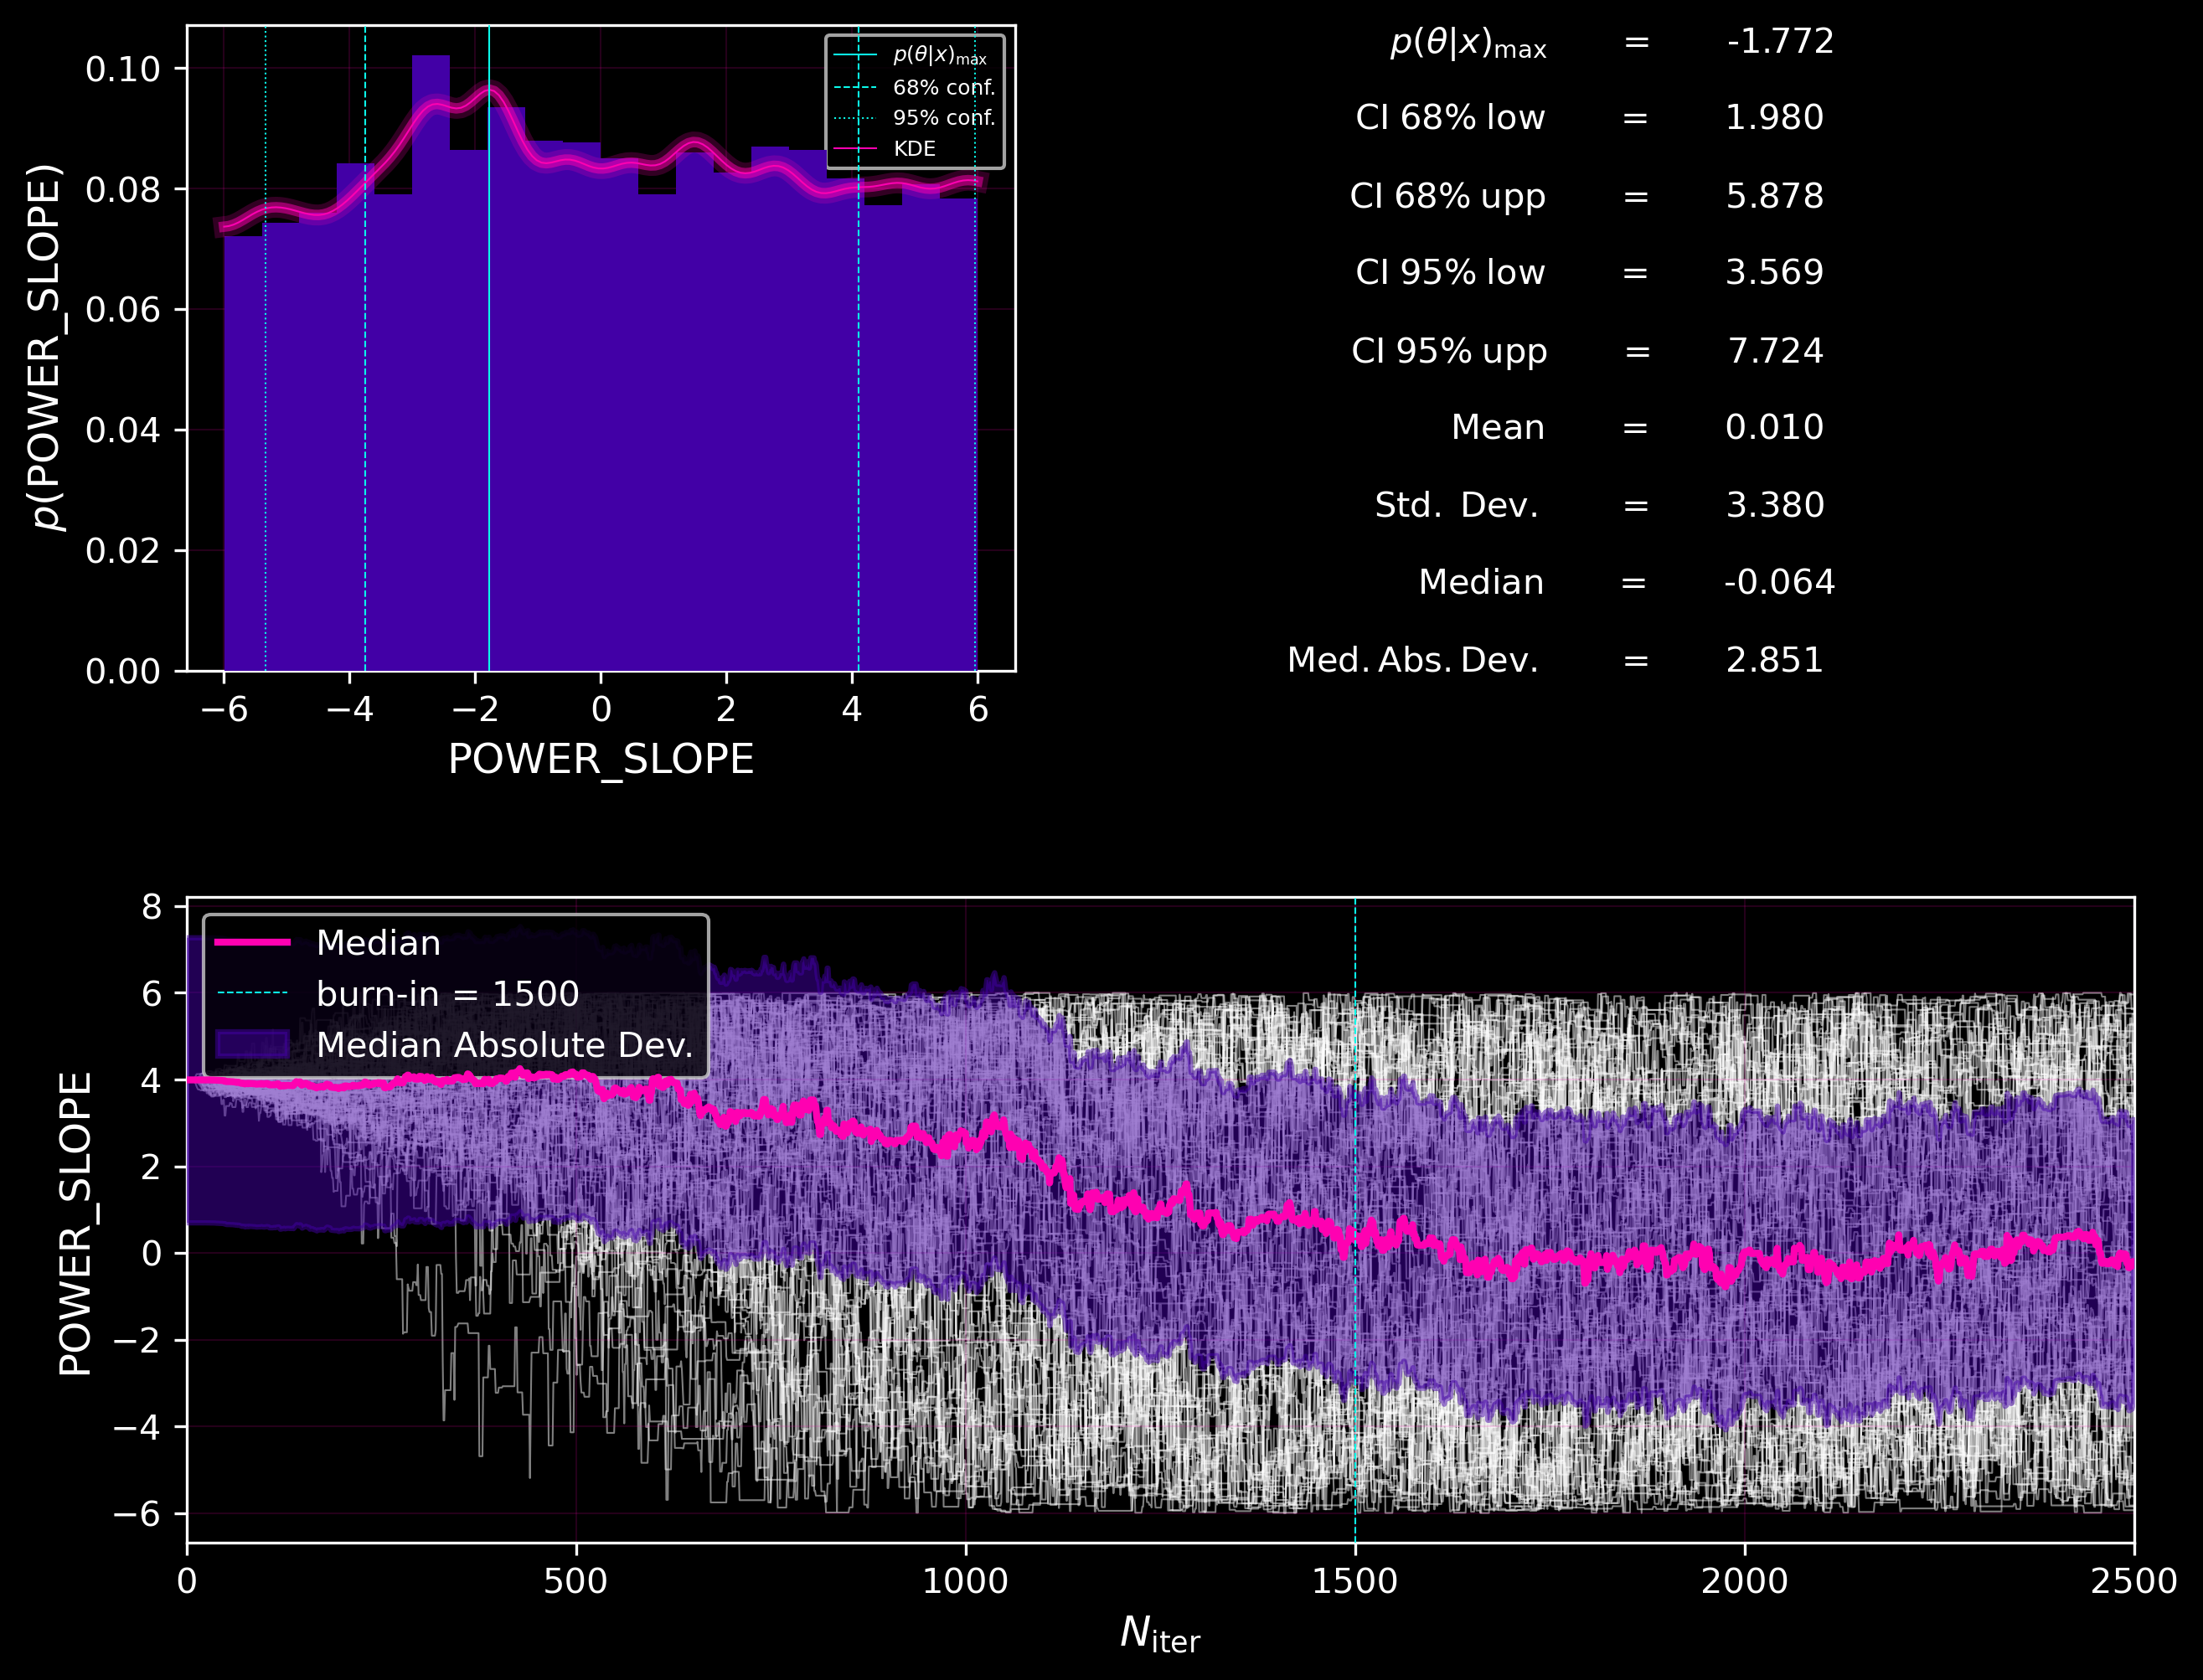 p(θ|x)max
68% conf.
95% conf.
KDE
p(POWER_SLOPE)
0.10
0.08
0.06
0.04
0.02
0.00
−6 −4 −2 0 2 4 6
POWER_SLOPE
p(θ|x)max = -1.772
CI 68% low = 1.980
CI 68% upp = 5.878
CI 95% low = 3.569
CI 95% upp = 7.724
Mean = 0.010
Std. Dev. = 3.380
Median = -0.064
Med. Abs. Dev. = 2.851
Median
burn-in = 1500
Median Absolute Dev.
POWER_SLOPE
8
6
4
2
0
−2
−4
−6
0 500 1000 1500 2000 2500
Niter